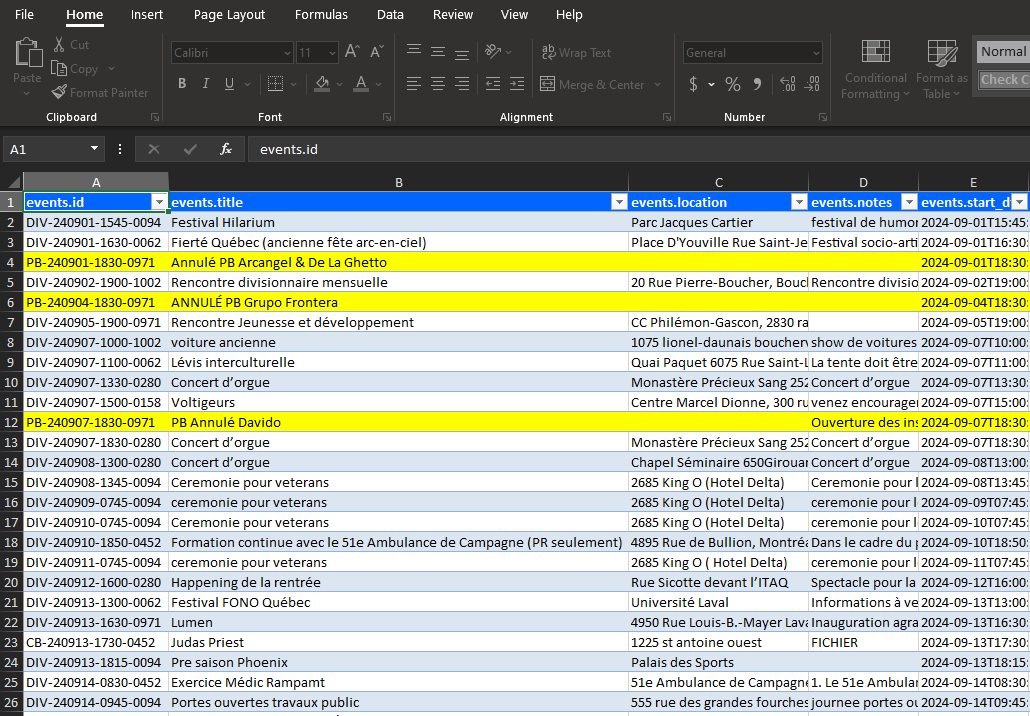 File Home Insert Page Layout Formulas Data Review View Help
Paste Cut Copy Format Painter Clipboard
Calibri 11 A A B I U A Font
ab Wrap Text Merge & Center Alignment
General $ % Number
Conditional Formatting Format as Table Normal Check C
A1 fx events.id
A B C D E
1 events.id events.title events.location events.notes events.start_d
2 DIV-240901-1545-0094 Festival Hilarium Parc Jacques Cartier festival de humor 2024-09-01T15:45:
3 DIV-240901-1630-0062 Fierté Québec (ancienne fête arc-en-ciel) Place D'Youville Rue Saint-Je Festival socio-arti 2024-09-01T16:30:
4 PB-240901-1830-0971 Annulé PB Arcangel & De La Ghetto 2024-09-01T18:30:
5 DIV-240902-1900-1002 Rencontre divisionnaire mensuelle 20 Rue Pierre-Boucher, Bouch Rencontre divisio 2024-09-02T19:00:
6 PB-240904-1830-0971 ANNULÉ PB Grupo Frontera 2024-09-04T18:30:
7 DIV-240905-1900-0971 Rencontre Jeunesse et développement CC Philémon-Gascon, 2830 ra 2024-09-05T19:00:
8 DIV-240907-1000-1002 voiture ancienne 1075 lionel-daunais boucherv show de voitures 2024-09-07T10:00:
9 DIV-240907-1100-0062 Lévis interculturelle Quai Paquet 6075 Rue Saint-L La tente doit être 2024-09-07T11:00:
10 DIV-240907-1330-0280 Concert d’orgue Monastère Précieux Sang 252 Concert d’orgue 2024-09-07T13:30:
11 DIV-240907-1500-0158 Voltigeurs Centre Marcel Dionne, 300 ru venez encourager 2024-09-07T15:00:
12 PB-240907-1830-0971 PB Annulé Davido Ouverture des ins 2024-09-07T18:30:
13 DIV-240907-1830-0280 Concert d’orgue Monastère Précieux Sang 252 Concert d’orgue 2024-09-07T18:30:
14 DIV-240908-1300-0280 Concert d’orgue Chapel Séminaire 650Girouar Concert d’orgue 2024-09-08T13:00:
15 DIV-240908-1345-0094 Ceremonie pour veterans 2685 King O (Hotel Delta) Ceremonie pour l 2024-09-08T13:45:
16 DIV-240909-0745-0094 ceremonie pour veterans 2685 King O (Hotel Delta) ceremonie pour l 2024-09-09T07:45:
17 DIV-240910-0745-0094 Ceremonie pour veterans 2685 King O (Hotel Delta) ceremonie pour l 2024-09-10T07:45:
18 DIV-240910-1850-0452 Formation continue avec le 51e Ambulance de Campagne (PR seulement) 4895 Rue de Bullion, Montréa Dans le cadre du p 2024-09-10T18:50:
19 DIV-240911-0745-0094 ceremonie pour veterans 2685 King O ( Hotel Delta) ceremonie pour l 2024-09-11T07:45:
20 DIV-240912-1600-0280 Happening de la rentrée Rue Sicotte devant l’ITAQ Spectacle pour la 2024-09-12T16:00:
21 DIV-240913-1300-0062 Festival FONO Québec Université Laval Informations à ve 2024-09-13T13:00:
22 DIV-240913-1630-0971 Lumen 4950 Rue Louis-B.-Mayer Lava Inauguration agra 2024-09-13T16:30:
23 CB-240913-1730-0452 Judas Priest 1225 st antoine ouest FICHIER 2024-09-13T17:30:
24 DIV-240913-1815-0094 Pre saison Phoenix Palais des Sports 2024-09-13T18:15:
25 DIV-240914-0830-0452 Exercice Médic Rampamt 51e Ambulance de Campagne 1. Le 51e Ambular 2024-09-14T08:30:
26 DIV-240914-0945-0094 Portes ouvertes travaux public 555 rue des grandes fourches journee portes ou 2024-09-14T09:45: